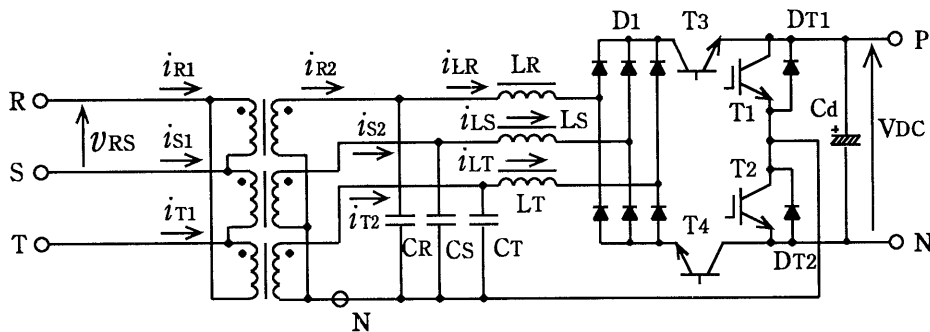 D1 T3 DT1 P
iR1 iR2 iLR LR
R T1 Cd
+
υRS iS1 iS2 iLS LS VDC
S iLT T2
iT1 iT2 LT
T CR CS CT T4 N
DT2
N